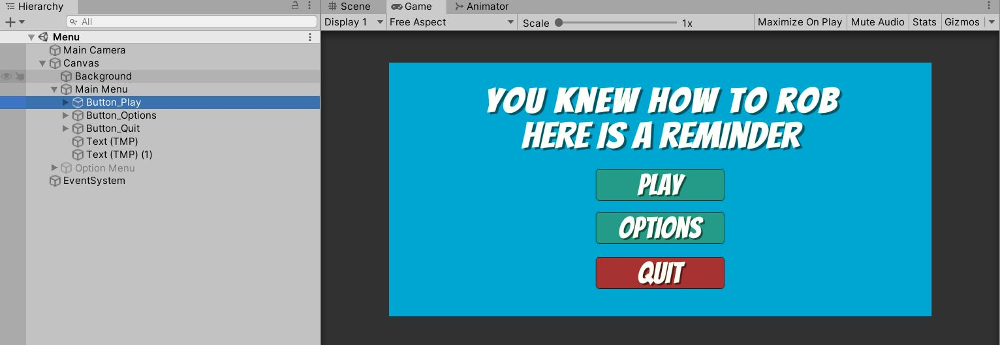 Hierarchy
All
Menu
Main Camera
Canvas
Background
Main Menu
Button_Play
Button_Options
Button_Quit
Text (TMP)
Text (TMP) (1)
Option Menu
EventSystem
Scene Game Animator
Display 1 Free Aspect Scale 1x Maximize On Play Mute Audio Stats Gizmos
YOU KNEW HOW TO ROB
HERE IS A REMINDER
PLAY
OPTIONS
QUIT